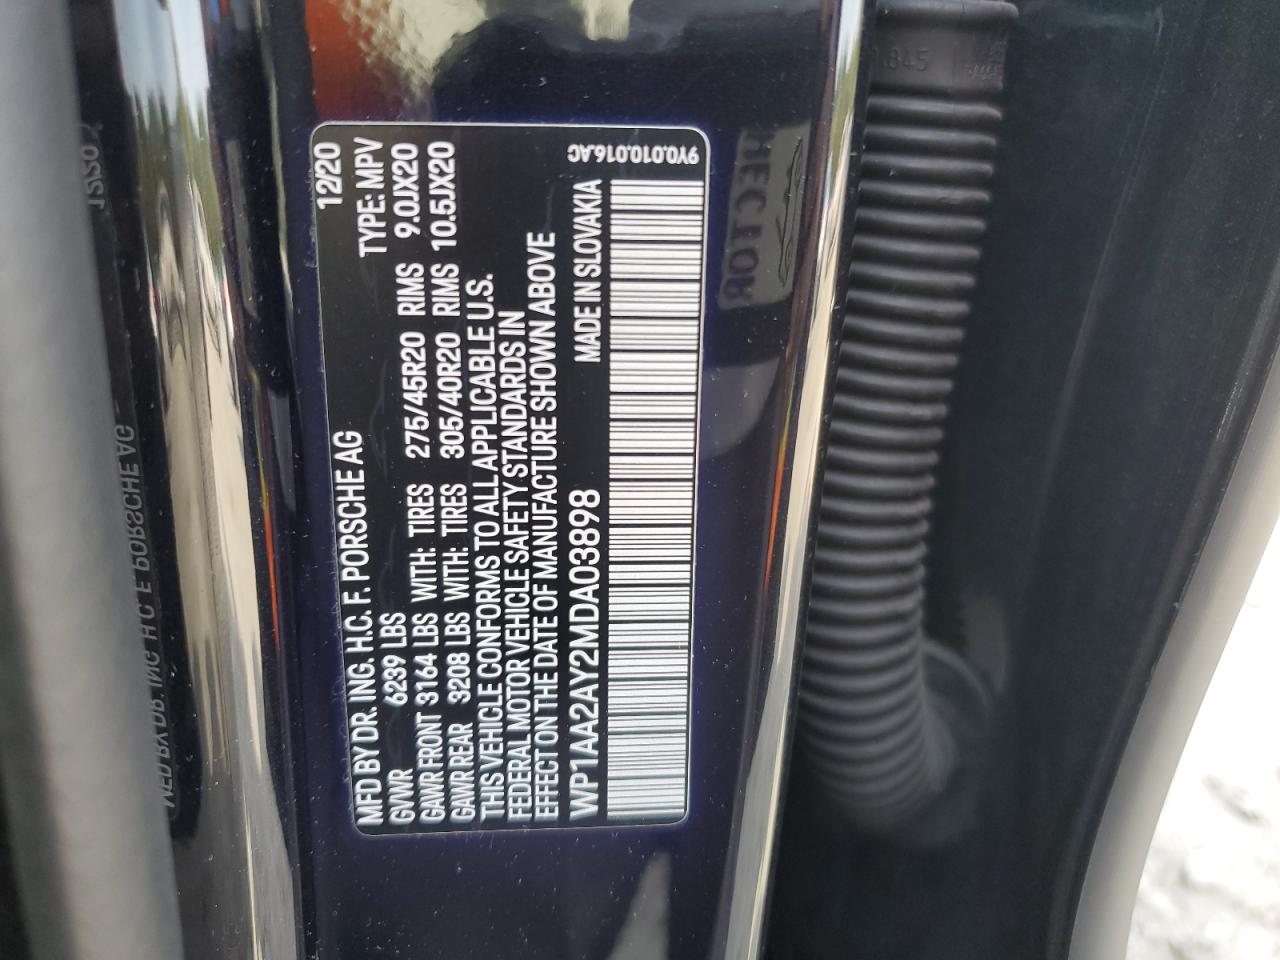 MFD BY DR. ING. H.C. F. PORSCHE AG 12/20
GVWR 6239 LBS TYPE: MPV
GAWR FRONT 3164 LBS WITH: TIRES 275/45R20 RIMS 9.0JX20
GAWR REAR 3208 LBS WITH: TIRES 305/40R20 RIMS 10.5JX20
THIS VEHICLE CONFORMS TO ALL APPLICABLE U.S.
FEDERAL MOTOR VEHICLE SAFETY STANDARDS IN
EFFECT ON THE DATE OF MANUFACTURE SHOWN ABOVE
WP1AA2AY2MDA03898 MADE IN SLOVAKIA
9Y0.010.016.AC